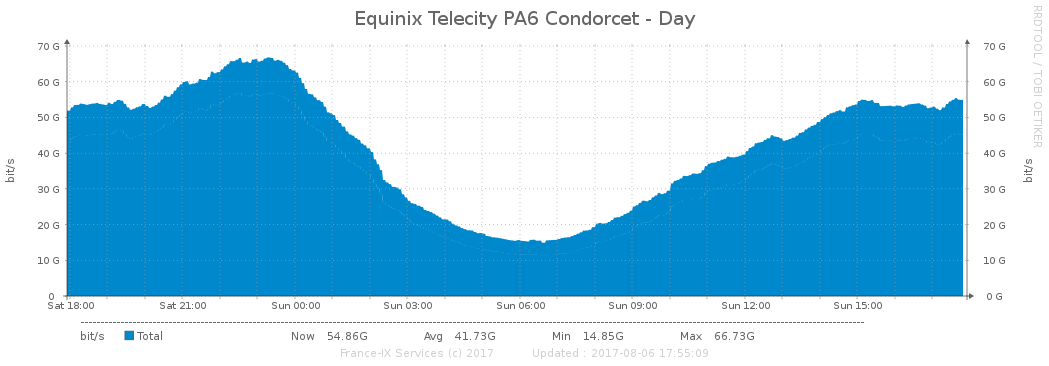 Equinix Telecity PA6 Condorcet - Day
RRDTOOL / TOBI OETIKER
70 G 70 G
60 G 60 G
50 G 50 G
40 G 40 G
30 G 30 G
20 G 20 G
10 G 10 G
0 0 G
bit/s bit/s
Sat 18:00 Sat 21:00 Sun 00:00 Sun 03:00 Sun 06:00 Sun 09:00 Sun 12:00 Sun 15:00
bit/s Total Now 54.86G Avg 41.73G Min 14.85G Max 66.73G
France-IX Services (c) 2017 Updated : 2017-08-06 17:55:09